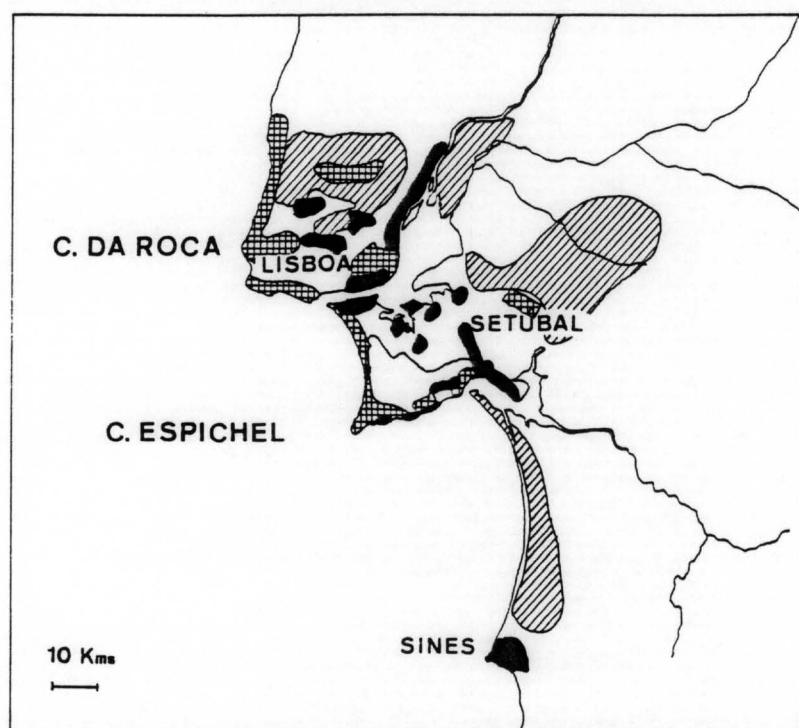 C. DA ROCA
LISBOA
SETUBAL
C. ESPICHEL
SINES
10 Kms